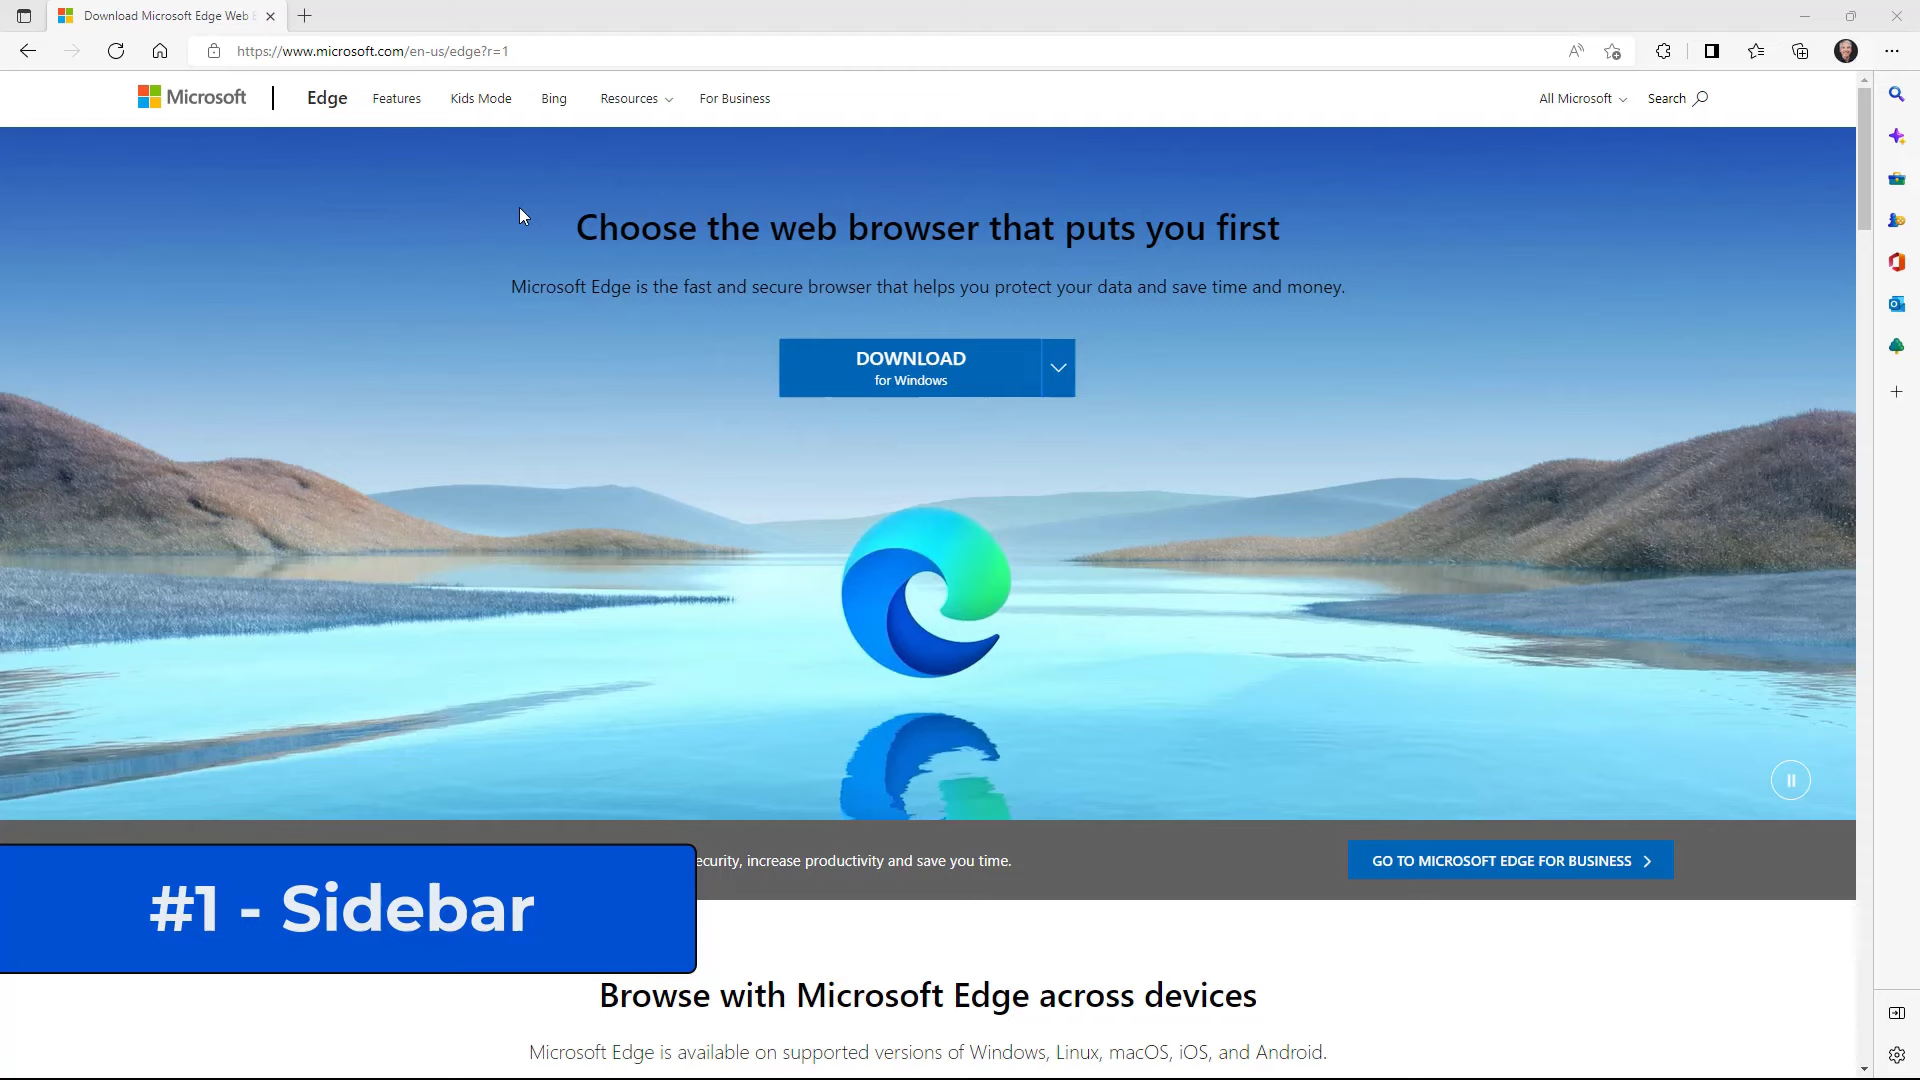 Download Microsoft Edge Web
https://www.microsoft.com/en-us/edge?r=1
Microsoft
Edge
Features
Kids Mode
Bing
Resources
For Business
All Microsoft
Search
Choose the web browser that puts you first
Microsoft Edge is the fast and secure browser that helps you protect your data and save time and money.
DOWNLOAD
for Windows
ecurity, increase productivity and save you time.
GO TO MICROSOFT EDGE FOR BUSINESS
#1 - Sidebar
Browse with Microsoft Edge across devices
Microsoft Edge is available on supported versions of Windows, Linux, macOS, iOS, and Android.